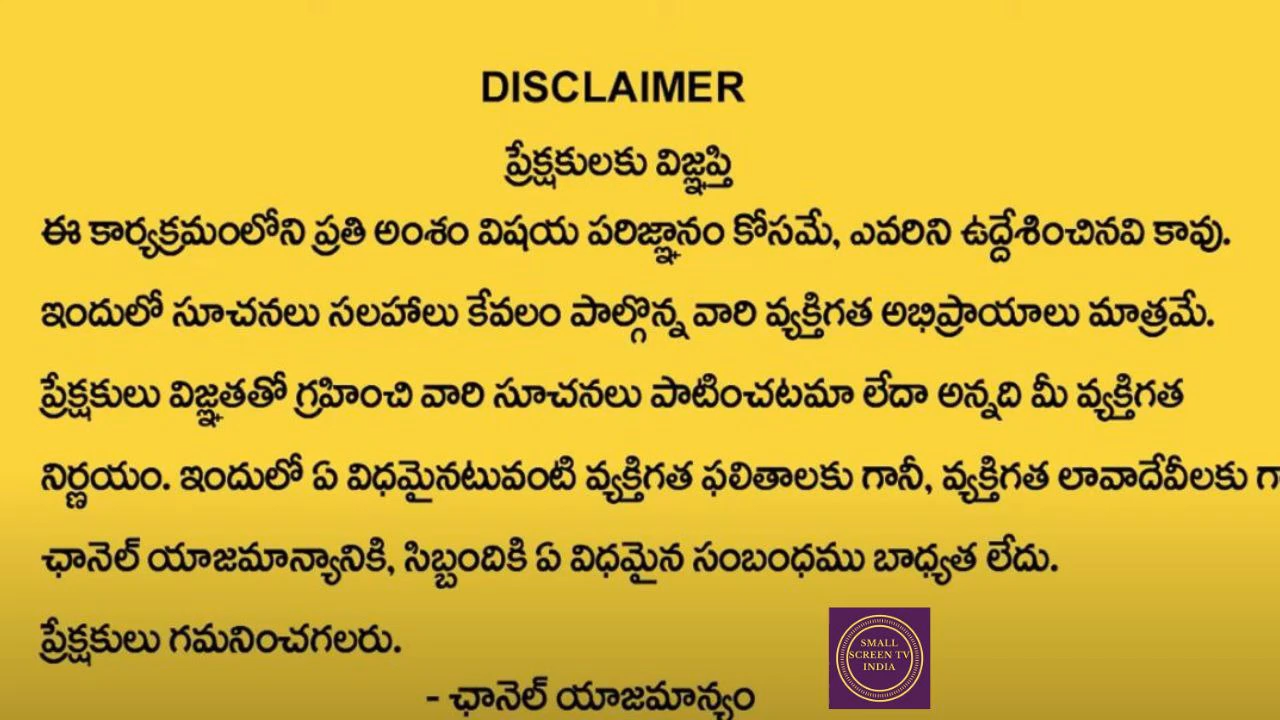 DISCLAIMER
ప్రేక్షకులకు విజ్ఞప్తి
ఈ కార్యక్రమంలోని ప్రతి అంశం విషయ పరిజ్ఞానం కోసమే, ఎవరిని ఉద్దేశించినవి కావు.
ఇందులో సూచనలు సలహాలు కేవలం పాల్గొన్న వారి వ్యక్తిగత అభిప్రాయాలు మాత్రమే.
ప్రేక్షకులు విజ్ఞతతో గ్రహించి వారి సూచనలు పాటించటమా లేదా అన్నది మీ వ్యక్తిగత
నిర్ణయం. ఇందులో ఏ విధమైనటువంటి వ్యక్తిగత ఫలితాలకు గానీ, వ్యక్తిగత లావాదేవీలకు
ఛానెల్ యాజమాన్యానికి, సిబ్బందికి ఏ విధమైన సంబంధము బాధ్యత లేదు.
ప్రేక్షకులు గమనించగలరు.
- ఛానెల్ యాజమాన్యం
SMALL
SCREEN TV
INDIA